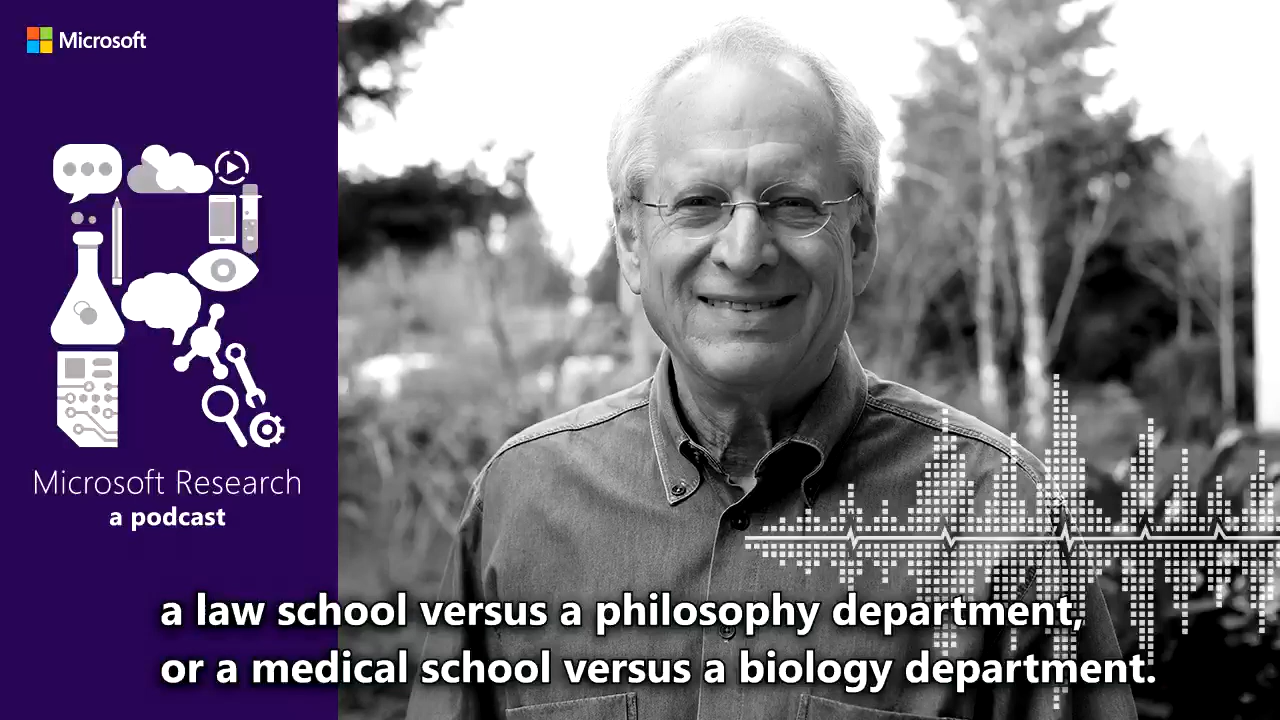 Microsoft
Microsoft Research
a podcast
a law school versus a philosophy department,
or a medical school versus a biology department.